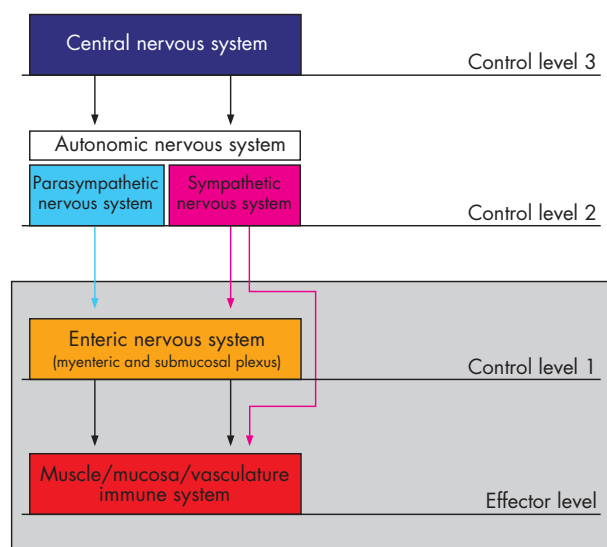 Central nervous system
Control level 3
Autonomic nervous system
Parasympathetic
nervous system
Sympathetic
nervous system
Control level 2
Enteric nervous system
(myenteric and submucosal plexus)
Control level 1
Muscle/mucosa/vasculature
immune system
Effector level